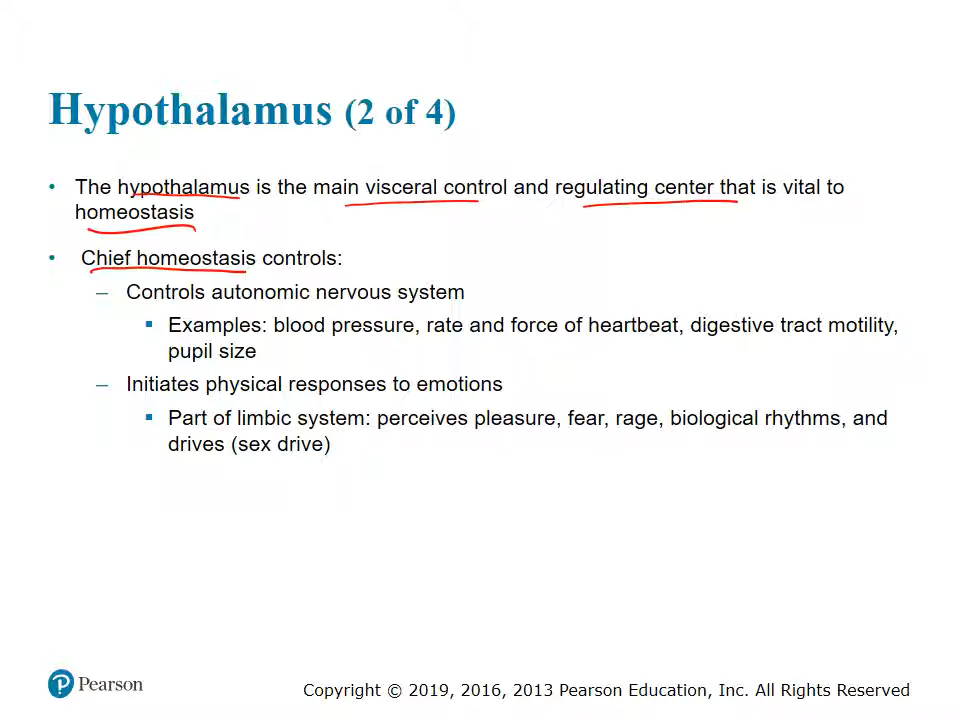 Hypothalamus (2 of 4)
• The hypothalamus is the main visceral control and regulating center that is vital to
homeostasis
• Chief homeostasis controls:
– Controls autonomic nervous system
▪ Examples: blood pressure, rate and force of heartbeat, digestive tract motility,
pupil size
– Initiates physical responses to emotions
▪ Part of limbic system: perceives pleasure, fear, rage, biological rhythms, and
drives (sex drive)
Pearson
Copyright © 2019, 2016, 2013 Pearson Education, Inc. All Rights Reserved